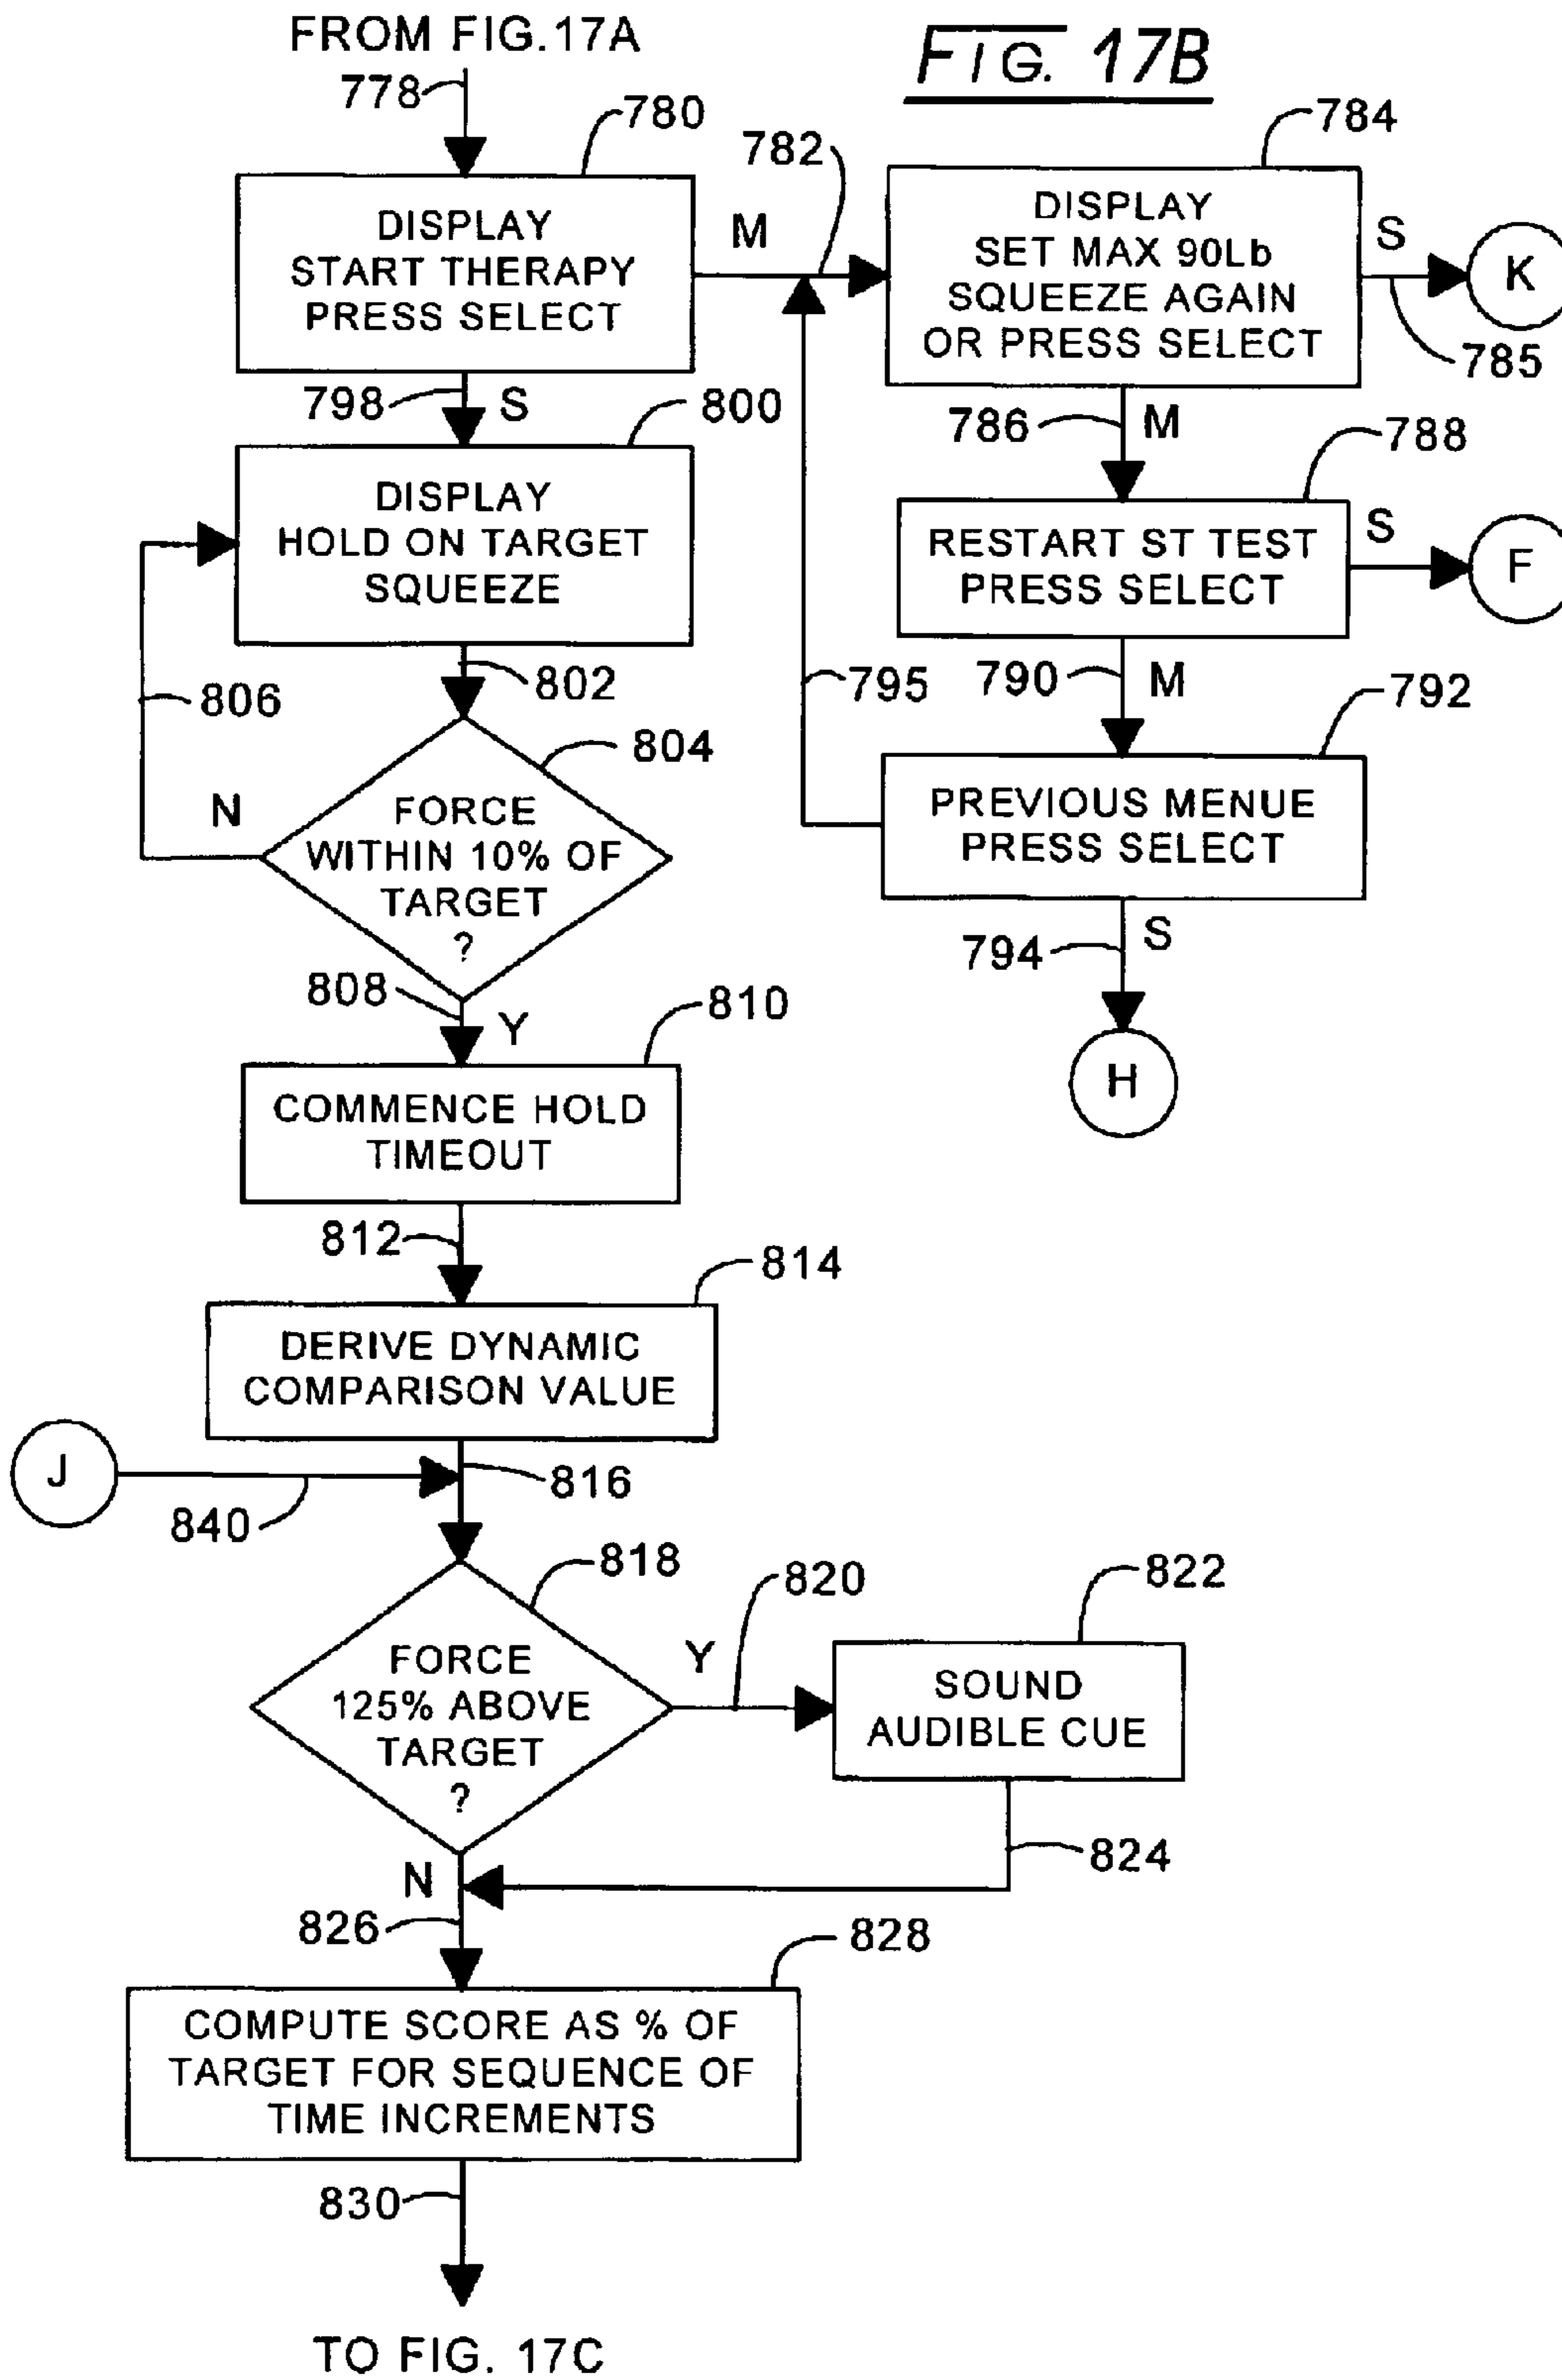 FROM FIG.17A
FIG. 17B
778
780
DISPLAY
START THERAPY
PRESS SELECT
M
782
784
DISPLAY
SET MAX 90Lb
SQUEEZE AGAIN
OR PRESS SELECT
S
K
785
798
S
800
DISPLAY
HOLD ON TARGET
SQUEEZE
786
M
788
RESTART ST TEST
PRESS SELECT
S
F
802
806
795
790
M
792
PREVIOUS MENUE
PRESS SELECT
804
N
FORCE
WITHIN 10% OF
TARGET
?
794
S
H
808
Y
810
COMMENCE HOLD
TIMEOUT
812
814
DERIVE DYNAMIC
COMPARISON VALUE
J
840
816
818
FORCE
125% ABOVE
TARGET
?
Y
820
822
SOUND
AUDIBLE CUE
824
N
826
828
COMPUTE SCORE AS % OF
TARGET FOR SEQUENCE OF
TIME INCREMENTS
830
TO FIG. 17C